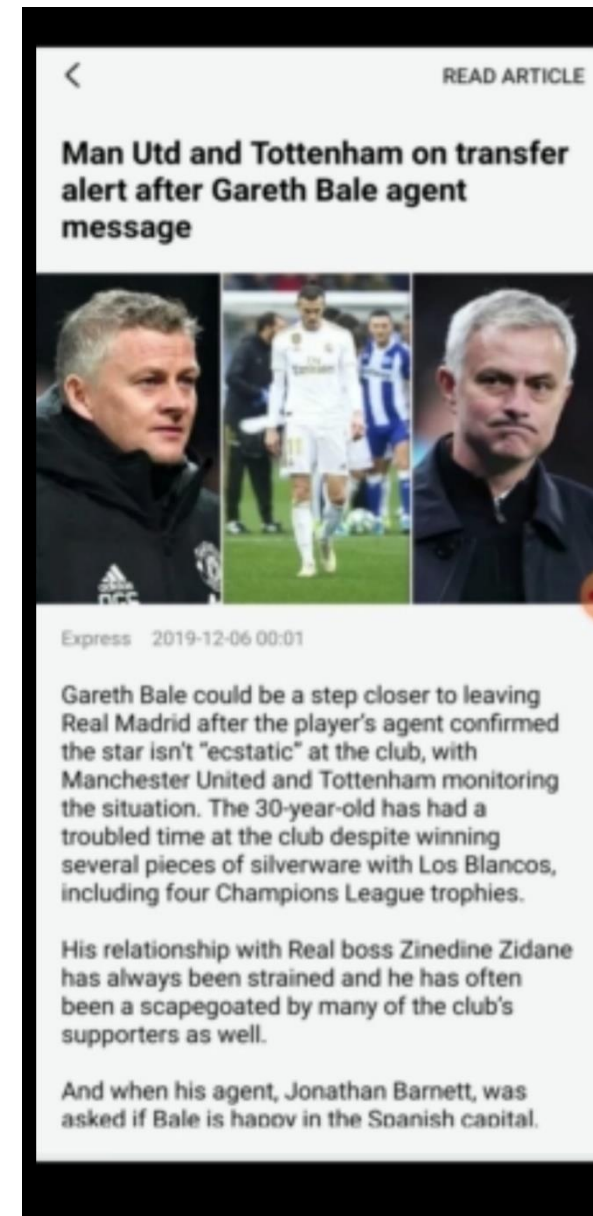 READ ARTICLE
Man Utd and Tottenham on transfer
alert after Gareth Bale agent
message
adidas
Express 2019-12-06 00:01
Gareth Bale could be a step closer to leaving
Real Madrid after the player's agent confirmed
the star isn't "ecstatic" at the club, with
Manchester United and Tottenham monitoring
the situation. The 30-year-old has had a
troubled time at the club despite winning
several pieces of silverware with Los Blancos,
including four Champions League trophies.
His relationship with Real boss Zinedine Zidane
has always been strained and he has often
been a scapegoated by many of the club's
supporters as well.
And when his agent, Jonathan Barnett, was
asked if Bale is happy in the Spanish capital,